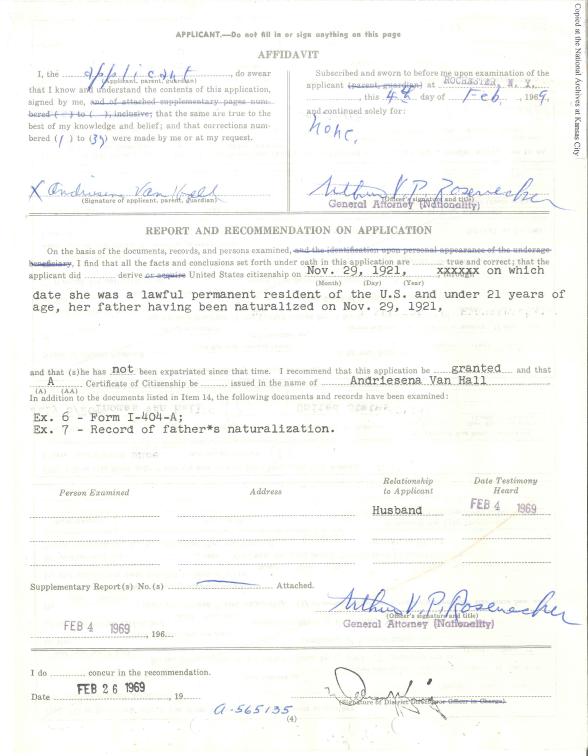 Copied at the National Archives at Kansas City
APPLICANT.—Do not fill in or sign anything on this page
AFFIDAVIT
I, the applicant, do swear
(Applicant, parent, guardian)
that I know and understand the contents of this application,
signed by me, and of attached supplementary pages num-
bered ( ) to ( ), inclusive; that the same are true to the
best of my knowledge and belief; and that corrections num-
bered (1) to (39) were made by me or at my request.
X Andriesena Van Hall
(Signature of applicant, parent, guardian)
Subscribed and sworn to before me upon examination of the
applicant (parent, guardian) at ROCHESTER, N. Y.
, this 4th day of Feb., 1969,
and continued solely for:
none.
Arthur V. P. Rosenecker
(Officer's signature and title)
General Attorney (Nationality)
REPORT AND RECOMMENDATION ON APPLICATION
On the basis of the documents, records, and persons examined, and the identification upon personal appearance of the underage
beneficiary, I find that all the facts and conclusions set forth under oath in this application are ........ true and correct; that the
applicant did ........ derive or acquire United States citizenship on Nov. 29, 1921, through xxxxxx on which
(Month) (Day) (Year)
date she was a lawful permanent resident of the U.S. and under 21 years of
age, her father having been naturalized on Nov. 29, 1921,
and that (s)he has not been expatriated since that time. I recommend that this application be granted and that
A Certificate of Citizenship be ........ issued in the name of Andriesena Van Hall
(A) (AA)
In addition to the documents listed in Item 14, the following documents and records have been examined:
Ex. 6 - Form I-404-A;
Ex. 7 - Record of father*s naturalization.
Person Examined Address Relationship to Applicant Date Testimony Heard
Husband FEB 4 1969
Supplementary Report(s) No.(s) ........ Attached.
Arthur V. P. Rosenecker
(Officer's signature and title)
General Attorney (Nationality)
FEB 4 1969, 196...
I do ........ concur in the recommendation.
Date FEB 26 1969, 19
(Signature of District Director or Officer in Charge)
A-565135
(4)